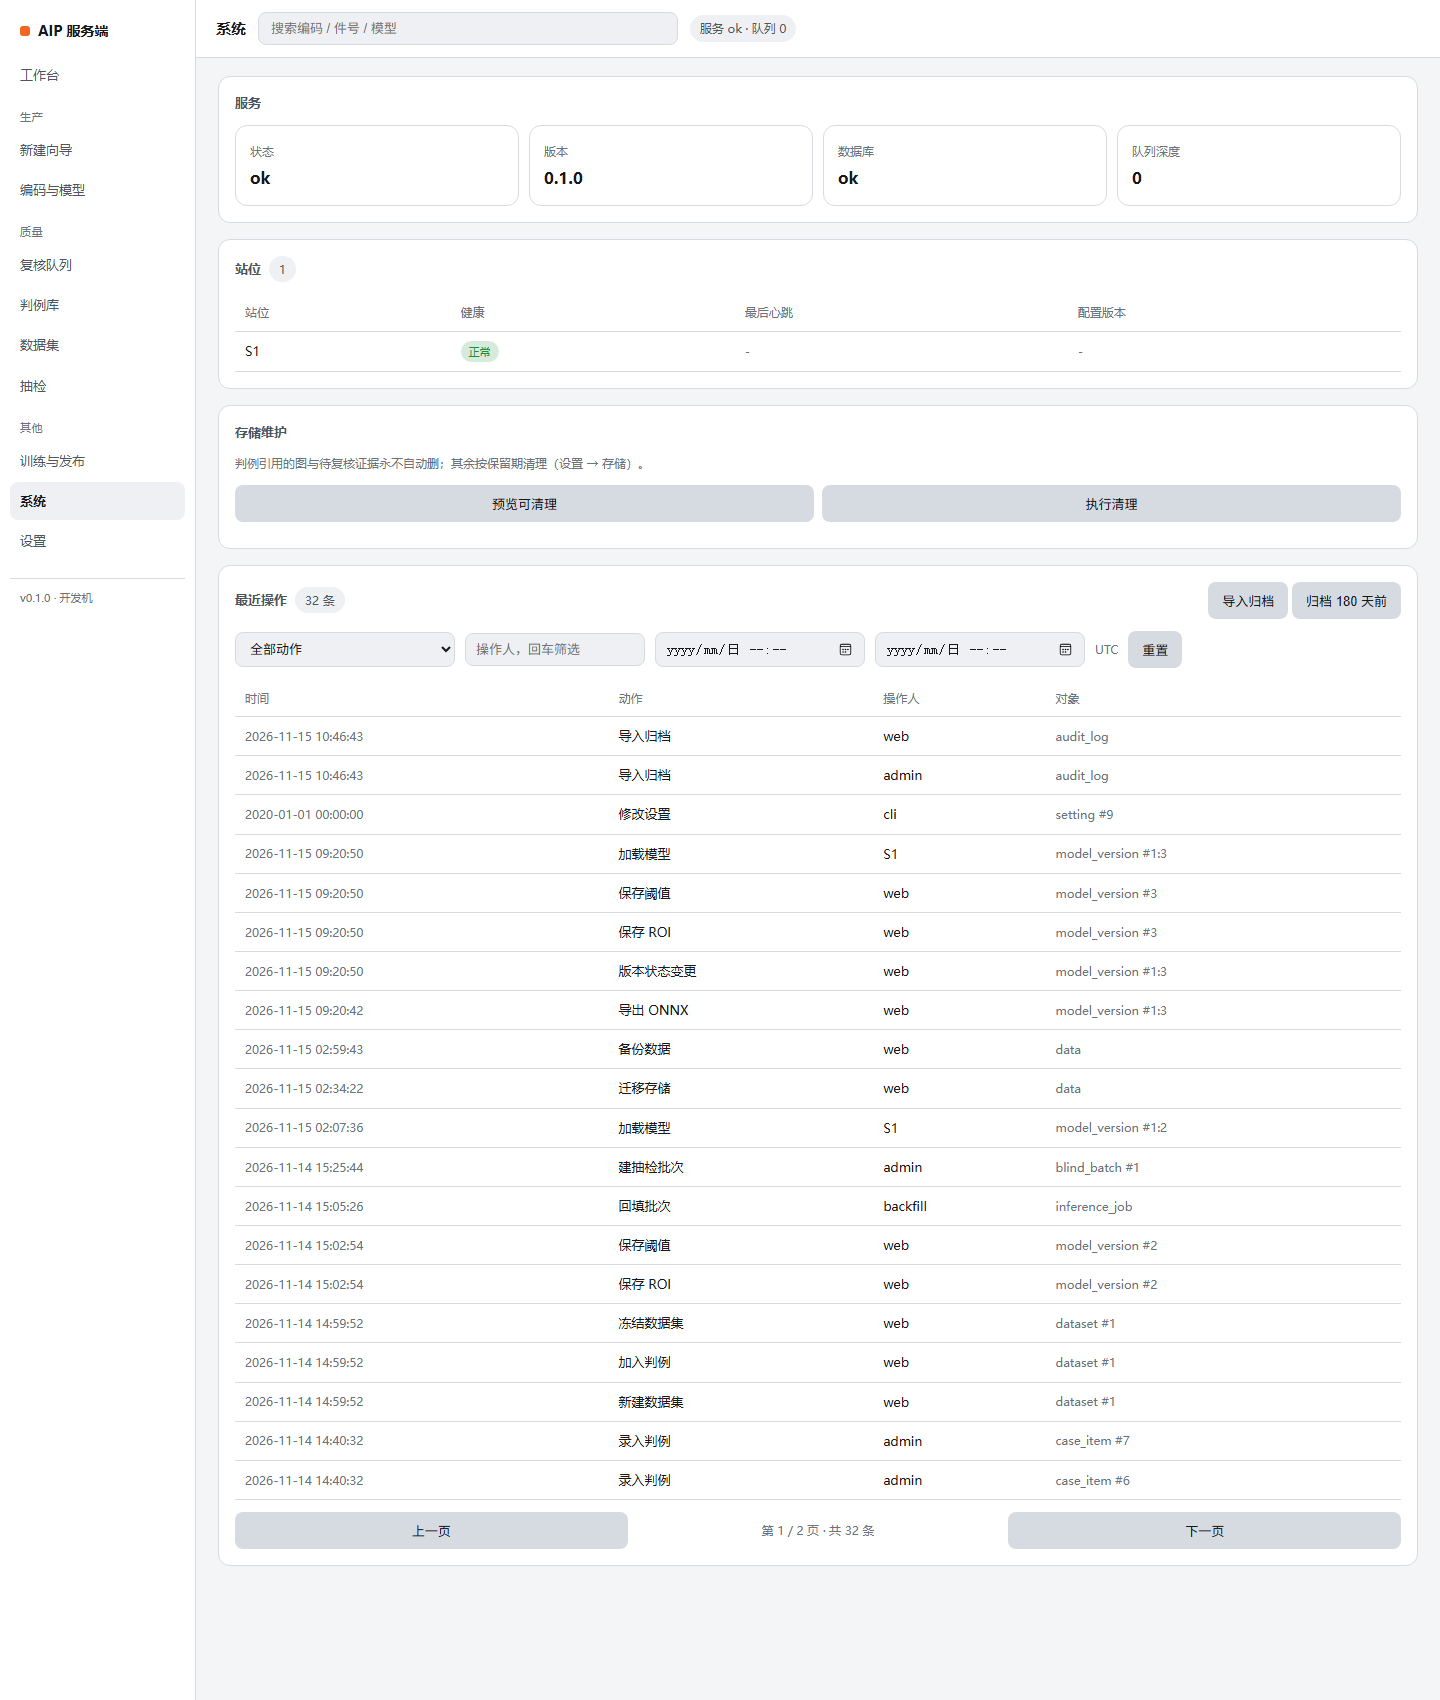 AIP 服务端
工作台
生产
新建向导
编码与模型
质量
复核队列
判例库
数据集
抽检
其他
训练与发布
系统
设置
v0.1.0 · 开发机
系统
搜索编码 / 件号 / 模型
服务 ok · 队列 0
服务
状态
ok
版本
0.1.0
数据库
ok
队列深度
0
站位 1
站位 健康 最后心跳 配置版本
S1 正常 - -
存储维护
判例引用的图与待复核证据永不自动删；其余按保留期清理（设置 → 存储）。
预览可清理 执行清理
最近操作 32 条 导入归档 归档 180 天前
全部动作 操作人，回车筛选 yyyy/mm/日 --:-- yyyy/mm/日 --:-- UTC 重置
时间 动作 操作人 对象
2026-11-15 10:46:43 导入归档 web audit_log
2026-11-15 10:46:43 导入归档 admin audit_log
2020-01-01 00:00:00 修改设置 cli setting #9
2026-11-15 09:20:50 加载模型 S1 model_version #1:3
2026-11-15 09:20:50 保存阈值 web model_version #3
2026-11-15 09:20:50 保存 ROI web model_version #3
2026-11-15 09:20:50 版本状态变更 web model_version #1:3
2026-11-15 09:20:42 导出 ONNX web model_version #1:3
2026-11-15 02:59:43 备份数据 web data
2026-11-15 02:34:22 迁移存储 web data
2026-11-15 02:07:36 加载模型 S1 model_version #1:2
2026-11-14 15:25:44 建抽检批次 admin blind_batch #1
2026-11-14 15:05:26 回填批次 backfill inference_job
2026-11-14 15:02:54 保存阈值 web model_version #2
2026-11-14 15:02:54 保存 ROI web model_version #2
2026-11-14 14:59:52 冻结数据集 web dataset #1
2026-11-14 14:59:52 加入判例 web dataset #1
2026-11-14 14:59:52 新建数据集 web dataset #1
2026-11-14 14:40:32 录入判例 admin case_item #7
2026-11-14 14:40:32 录入判例 admin case_item #6
上一页 第 1 / 2 页 · 共 32 条 下一页